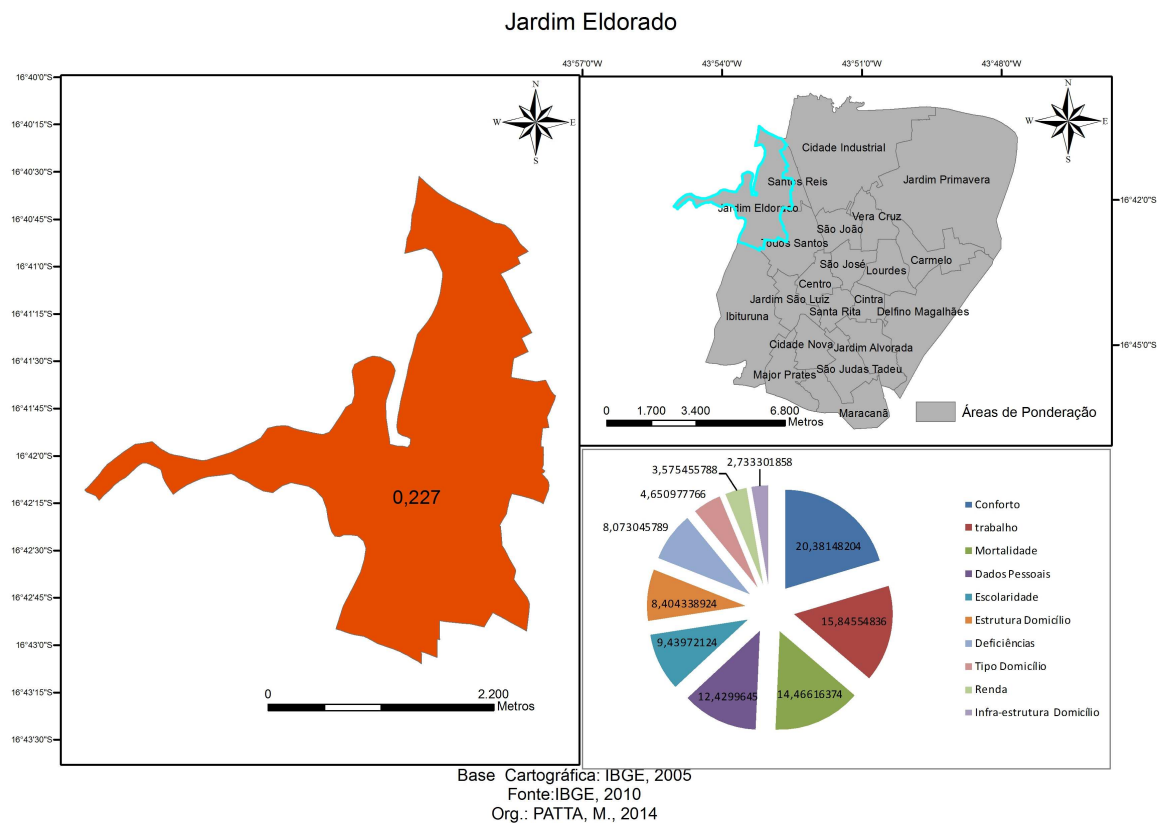 Jardim Eldorado
16°40'0"S
16°40'15"S
16°40'30"S
16°40'45"S
16°41'0"S
16°41'15"S
16°41'30"S
16°41'45"S
16°42'0"S
16°42'15"S
16°42'30"S
16°42'45"S
16°43'0"S
16°43'15"S
16°43'30"S
N
W E
S
0,227
0 2.200
Metros
43°57'0"W 43°54'0"W 43°51'0"W 43°48'0"W
N
W E
S
16°42'0"S
16°45'0"S
Cidade Industrial
Santos Reis
Jardim Primavera
Jardim Eldorado
Vera Cruz
São João
Todos Santos
São José
Carmelo
Lourdes
Centro
Jardim São Luiz
Cintra
Ibituruna
Santa Rita
Delfino Magalhães
Cidade Nova
Jardim Alvorada
Major Prates
São Judas Tadeu
Maracanã
0 1.700 3.400 6.800
Metros
Áreas de Ponderação
2,733301858
3,575455788
4,650977766
8,073045789
20,38148204
8,404338924
15,84554836
9,43972124
12,4299645
14,46616374
Conforto
trabalho
Mortalidade
Dados Pessoais
Escolaridade
Estrutura Domicílio
Deficiências
Tipo Domicílio
Renda
Infra-estrutura Domicílio
Base Cartográfica: IBGE, 2005
Fonte:IBGE, 2010
Org.: PATTA, M., 2014